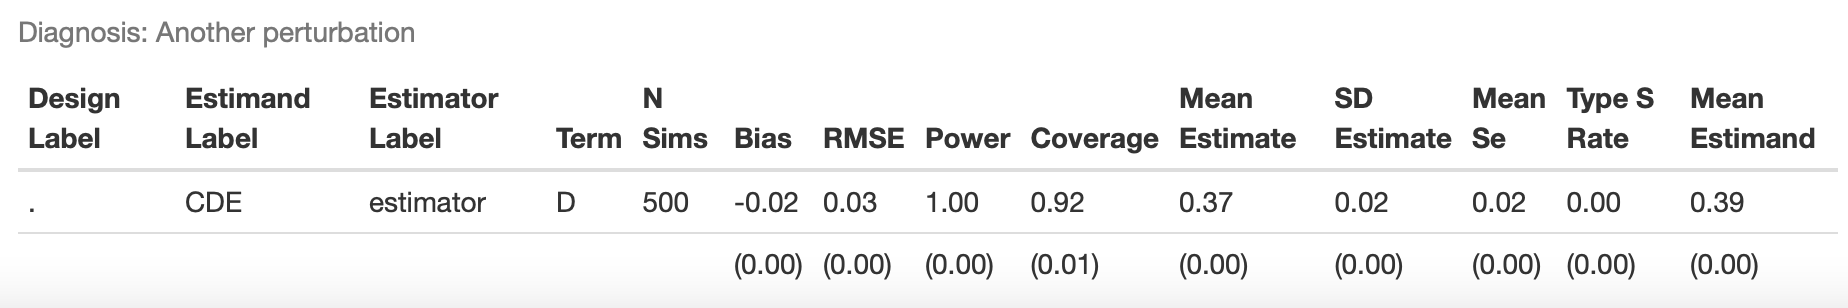 Diagnosis: Another perturbation
Design Estimand Estimator N Mean SD Mean Type S Mean
Label Label Label Term Sims Bias RMSE Power Coverage Estimate Estimate Se Rate Estimand
. CDE estimator D 500 -0.02 0.03 1.00 0.92 0.37 0.02 0.02 0.00 0.39
(0.00) (0.00) (0.00) (0.01) (0.00) (0.00) (0.00) (0.00) (0.00)